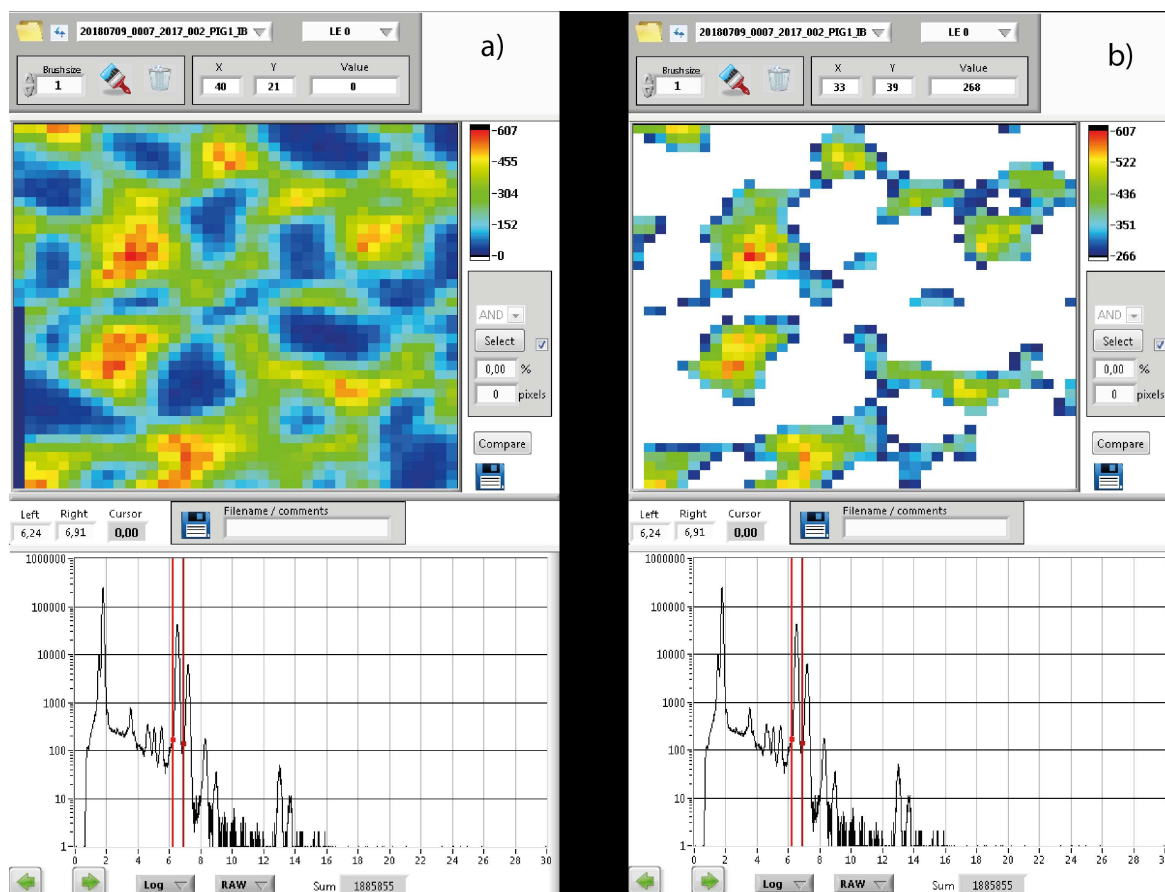 20180709_0007_2017_002_PIG1_IB LE 0
a)
Brush size X Y Value
1 40 21 0
607
455
304
152
0
AND
Select
0,00 %
0 pixels
Compare
Left Right Cursor Filename / comments
6,24 6,91 0,00
1000000
100000
10000
1000
100
10
1
0 2 4 6 8 10 12 14 16 18 20 22 24 26 28 30
Log RAW Sum 1885855
20180709_0007_2017_002_PIG1_IB LE 0
b)
Brush size X Y Value
1 33 39 268
607
522
436
351
266
AND
Select
0,00 %
0 pixels
Compare
Left Right Cursor Filename / comments
6,24 6,91 0,00
1000000
100000
10000
1000
100
10
1
0 2 4 6 8 10 12 14 16 18 20 22 24 26 28 30
Log RAW Sum 1885855